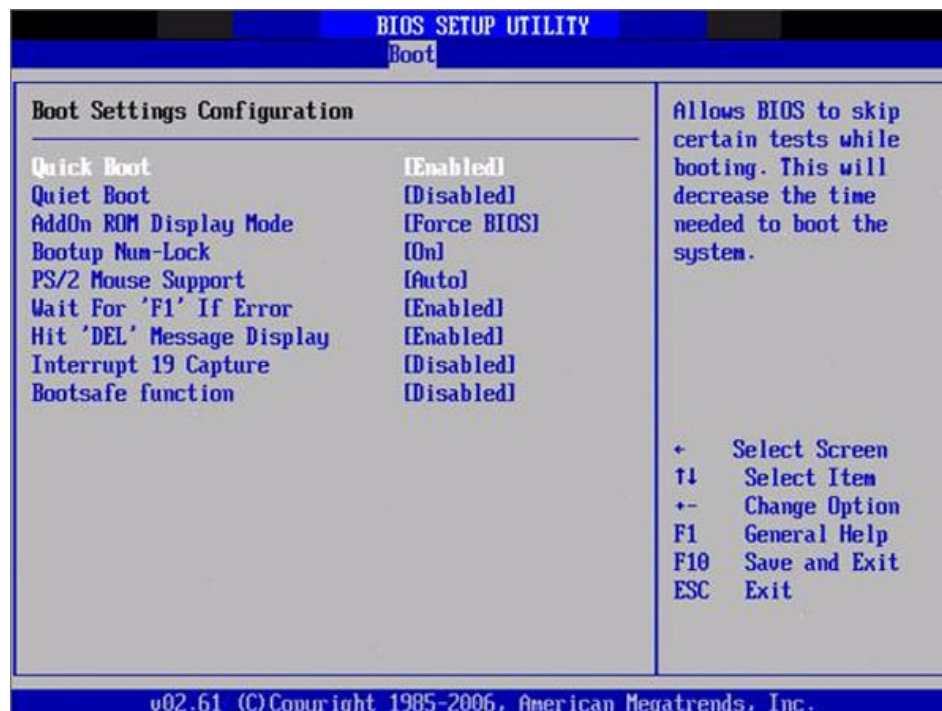 BIOS SETUP UTILITY
Boot
Boot Settings Configuration
Quick Boot [Enabled]
Quiet Boot [Disabled]
AddOn ROM Display Mode [Force BIOS]
Bootup Num-Lock [On]
PS/2 Mouse Support [Auto]
Wait For 'F1' If Error [Enabled]
Hit 'DEL' Message Display [Enabled]
Interrupt 19 Capture [Disabled]
Bootsafe function [Disabled]
Allows BIOS to skip
certain tests while
booting. This will
decrease the time
needed to boot the
system.
← Select Screen
↑↓ Select Item
+- Change Option
F1 General Help
F10 Save and Exit
ESC Exit
v02.61 (C)Copyright 1985-2006, American Megatrends, Inc.